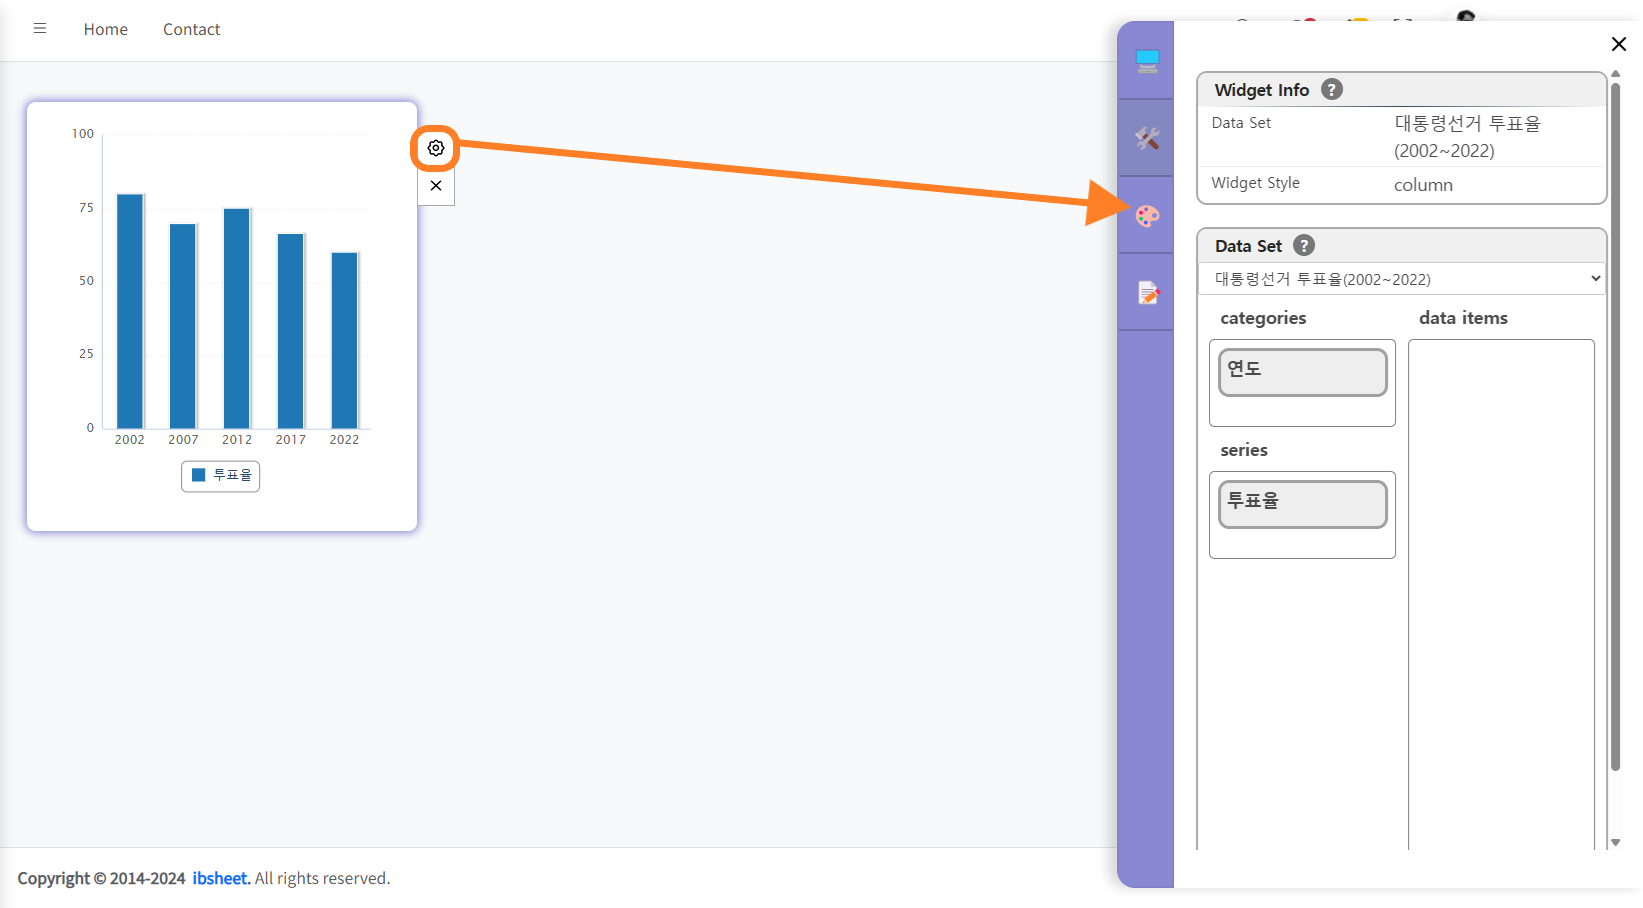 Home Contact
100
75
50
25
0
2002 2007 2012 2017 2022
투표율
Widget Info ?
Data Set 대통령선거 투표율
(2002~2022)
Widget Style column
Data Set ?
대통령선거 투표율(2002~2022)
categories data items
연도
series
투표율
Copyright © 2014-2024 ibsheet. All rights reserved.